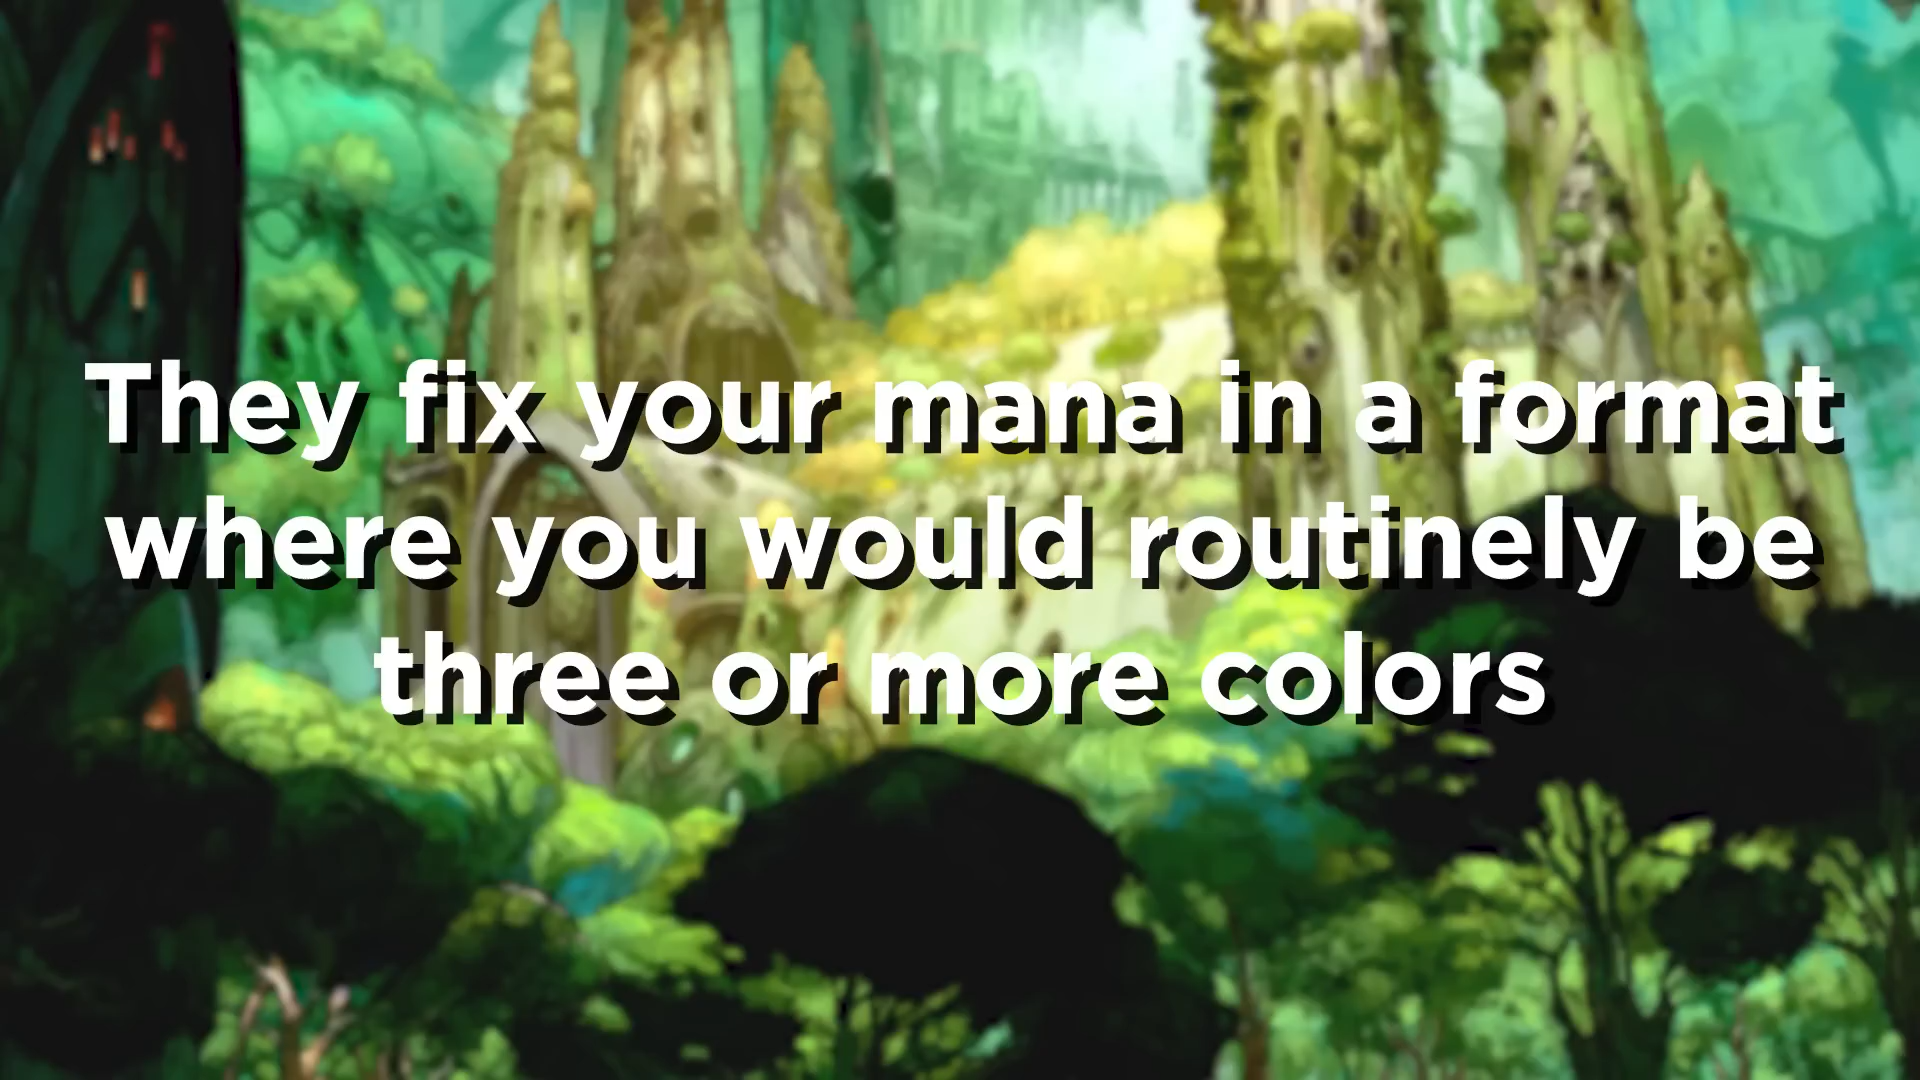 They fix your mana in a format
where you would routinely be
three or more colors